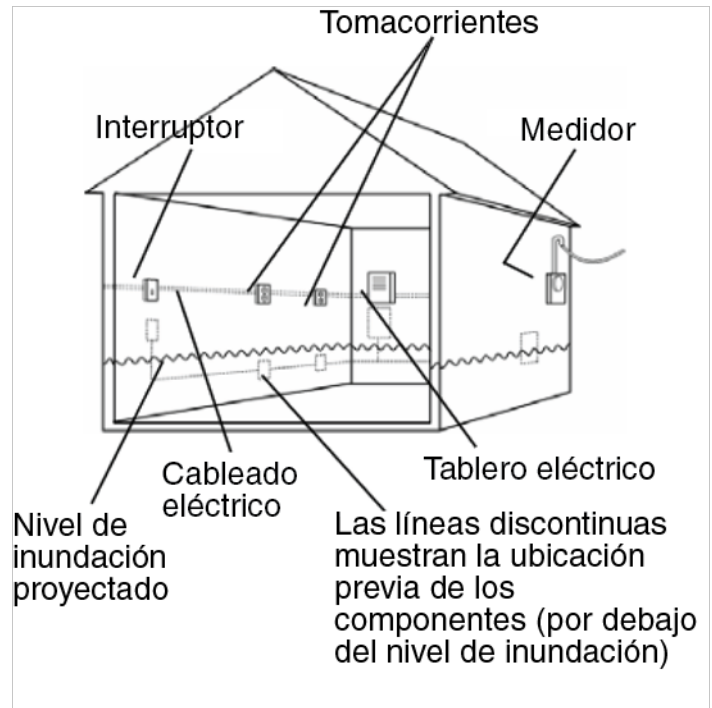 Tomacorrientes
Interruptor
Medidor
Cableado
eléctrico
Tablero eléctrico
Nivel de
inundación
proyectado
Las líneas discontinuas
muestran la ubicación
previa de los
componentes (por debajo
del nivel de inundación)